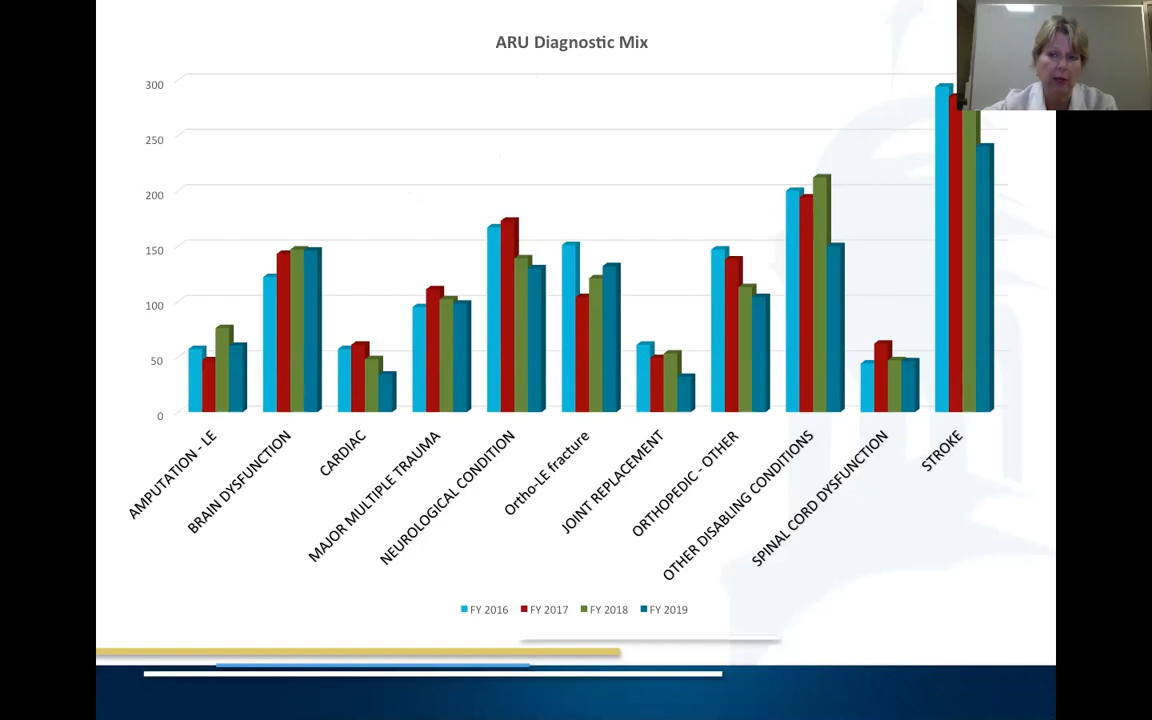 ARU Diagnostic Mix
300
250
200
150
100
50
0
AMPUTATION - LE
BRAIN DYSFUNCTION
CARDIAC
MAJOR MULTIPLE TRAUMA
NEUROLOGICAL CONDITION
Ortho-LE fracture
JOINT REPLACEMENT
ORTHOPEDIC - OTHER
OTHER DISABLING CONDITIONS
SPINAL CORD DYSFUNCTION
STROKE
FY 2016 FY 2017 FY 2018 FY 2019